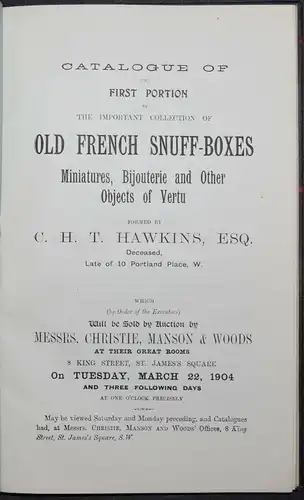 CATALOGUE OF
THE
FIRST PORTION
OF
THE IMPORTANT COLLECTION OF
OLD FRENCH SNUFF-BOXES
Miniatures, Bijouterie and Other
Objects of Vertu
FORMED BY
C. H. T. HAWKINS, ESQ.
Deceased,
Late of 10 Portland Place, W.
WHICH
(by Order of the Executors)
Will be Sold by Auction by
MESSRS. CHRISTIE, MANSON & WOODS
AT THEIR GREAT ROOMS
8 KING STREET, ST. JAMES'S SQUARE
On TUESDAY, MARCH 22, 1904
AND THREE FOLLOWING DAYS
AT ONE O'CLOCK PRECISELY
May be viewed Saturday and Monday preceding, and Catalogues
had, at Messrs. CHRISTIE, MANSON AND WOODS' Offices, 8 King
Street, St. James's Square, S.W.